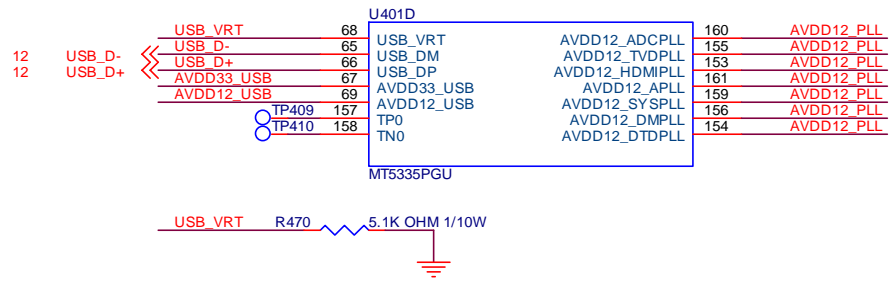 U401D
USB_VRT 68 USB_VRT AVDD12_ADCPLL 160 AVDD12_PLL
12 USB_D- USB_D- 65 USB_DM AVDD12_TVDPLL 155 AVDD12_PLL
12 USB_D+ USB_D+ 66 USB_DP AVDD12_HDMIPLL 153 AVDD12_PLL
AVDD33_USB 67 AVDD33_USB AVDD12_APLL 161 AVDD12_PLL
AVDD12_USB 69 AVDD12_USB AVDD12_SYSPLL 159 AVDD12_PLL
TP409 157 TP0 AVDD12_DMPLL 156 AVDD12_PLL
TP410 158 TN0 AVDD12_DTDPLL 154 AVDD12_PLL
MT5335PGU
USB_VRT R470 5.1K OHM 1/10W